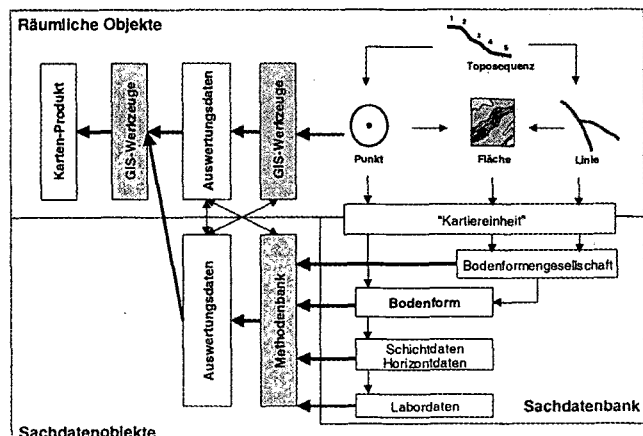 Räumliche Objekte
1 2 3 4 5
Toposequenz
Karten-Produkt
GIS-Werkzeuge
Auswertungsdaten
GIS-Werkzeuge
Punkt
Fläche
Linie
"Kartiereinheit"
Bodenformengesellschaft
Auswertungsdaten
Methodenbank
Bodenform
Schichtdaten
Horizontdaten
Labordaten
Sachdatenbank
Sachdatenobjekte